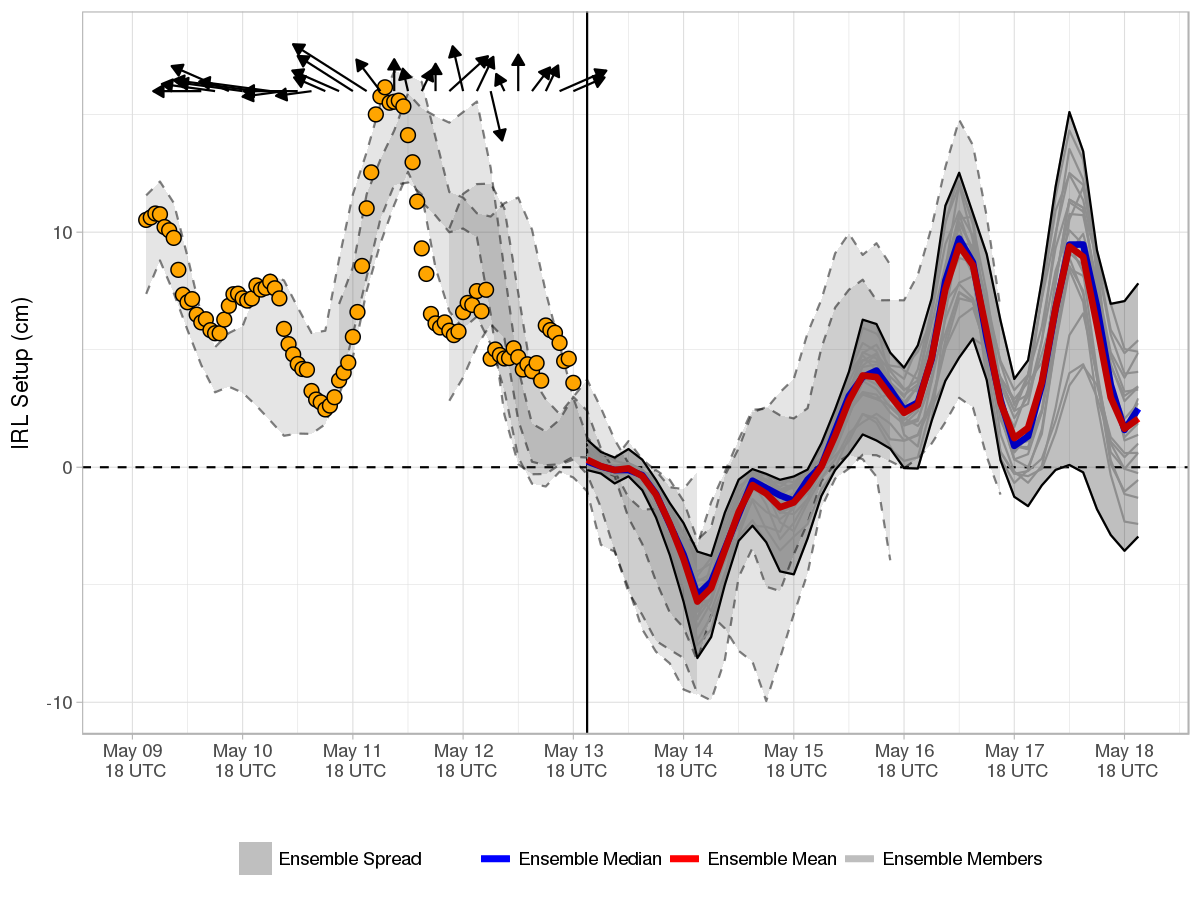 IRL Setup (cm)
10
0
-10
May 09 May 10 May 11 May 12 May 13 May 14 May 15 May 16 May 17 May 18
18 UTC 18 UTC 18 UTC 18 UTC 18 UTC 18 UTC 18 UTC 18 UTC 18 UTC 18 UTC
Ensemble Spread Ensemble Median Ensemble Mean Ensemble Members